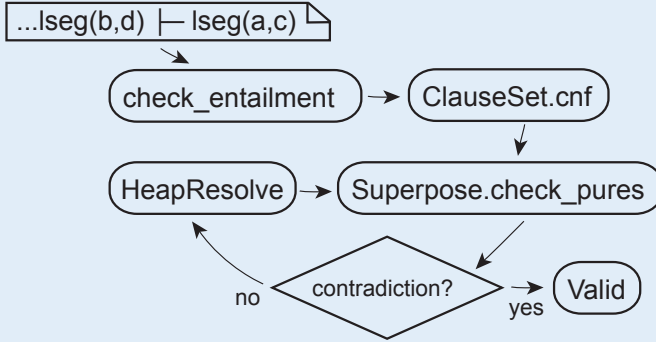 ...lseg(b,d) ⊢ lseg(a,c)
check_entailment
ClauseSet.cnf
HeapResolve
Superpose.check_pures
contradiction?
no
yes
Valid